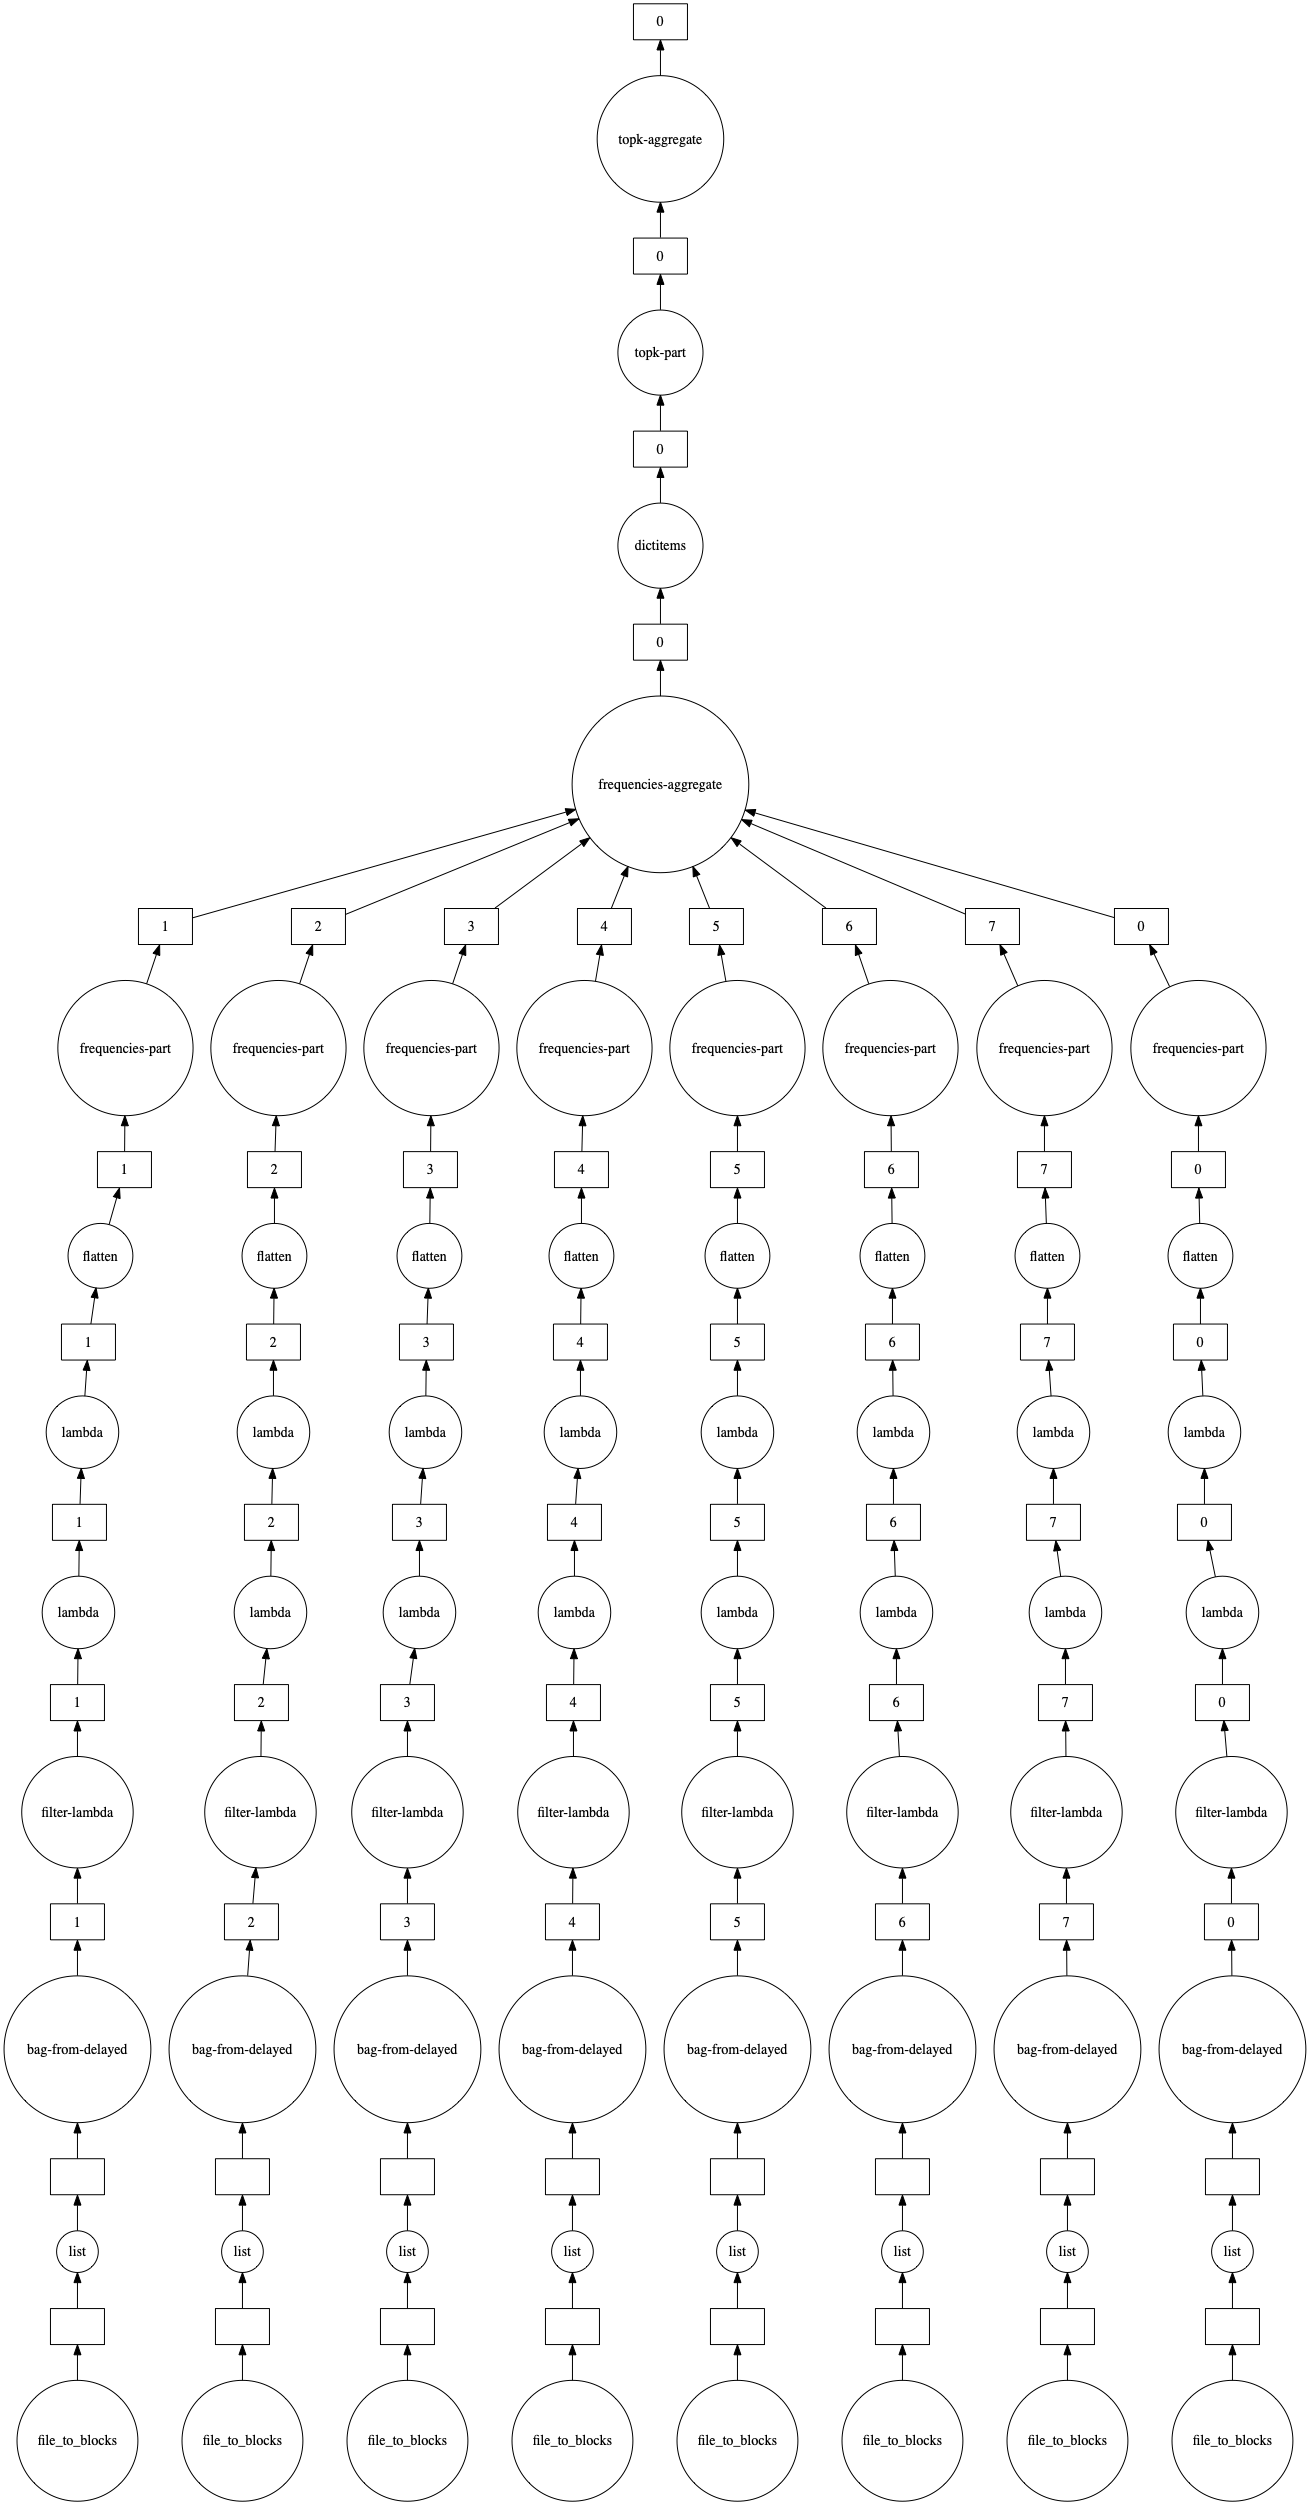 0
topk-aggregate
0
topk-part
0
dictitems
0
frequencies-aggregate
1 2 3 4 5 6 7 0
frequencies-part frequencies-part frequencies-part frequencies-part frequencies-part frequencies-part frequencies-part frequencies-part
1 2 3 4 5 6 7 0
flatten flatten flatten flatten flatten flatten flatten flatten
1 2 3 4 5 6 7 0
lambda lambda lambda lambda lambda lambda lambda lambda
1 2 3 4 5 6 7 0
lambda lambda lambda lambda lambda lambda lambda lambda
1 2 3 4 5 6 7 0
filter-lambda filter-lambda filter-lambda filter-lambda filter-lambda filter-lambda filter-lambda filter-lambda
1 2 3 4 5 6 7 0
bag-from-delayed bag-from-delayed bag-from-delayed bag-from-delayed bag-from-delayed bag-from-delayed bag-from-delayed bag-from-delayed
list list list list list list list list
file_to_blocks file_to_blocks file_to_blocks file_to_blocks file_to_blocks file_to_blocks file_to_blocks file_to_blocks